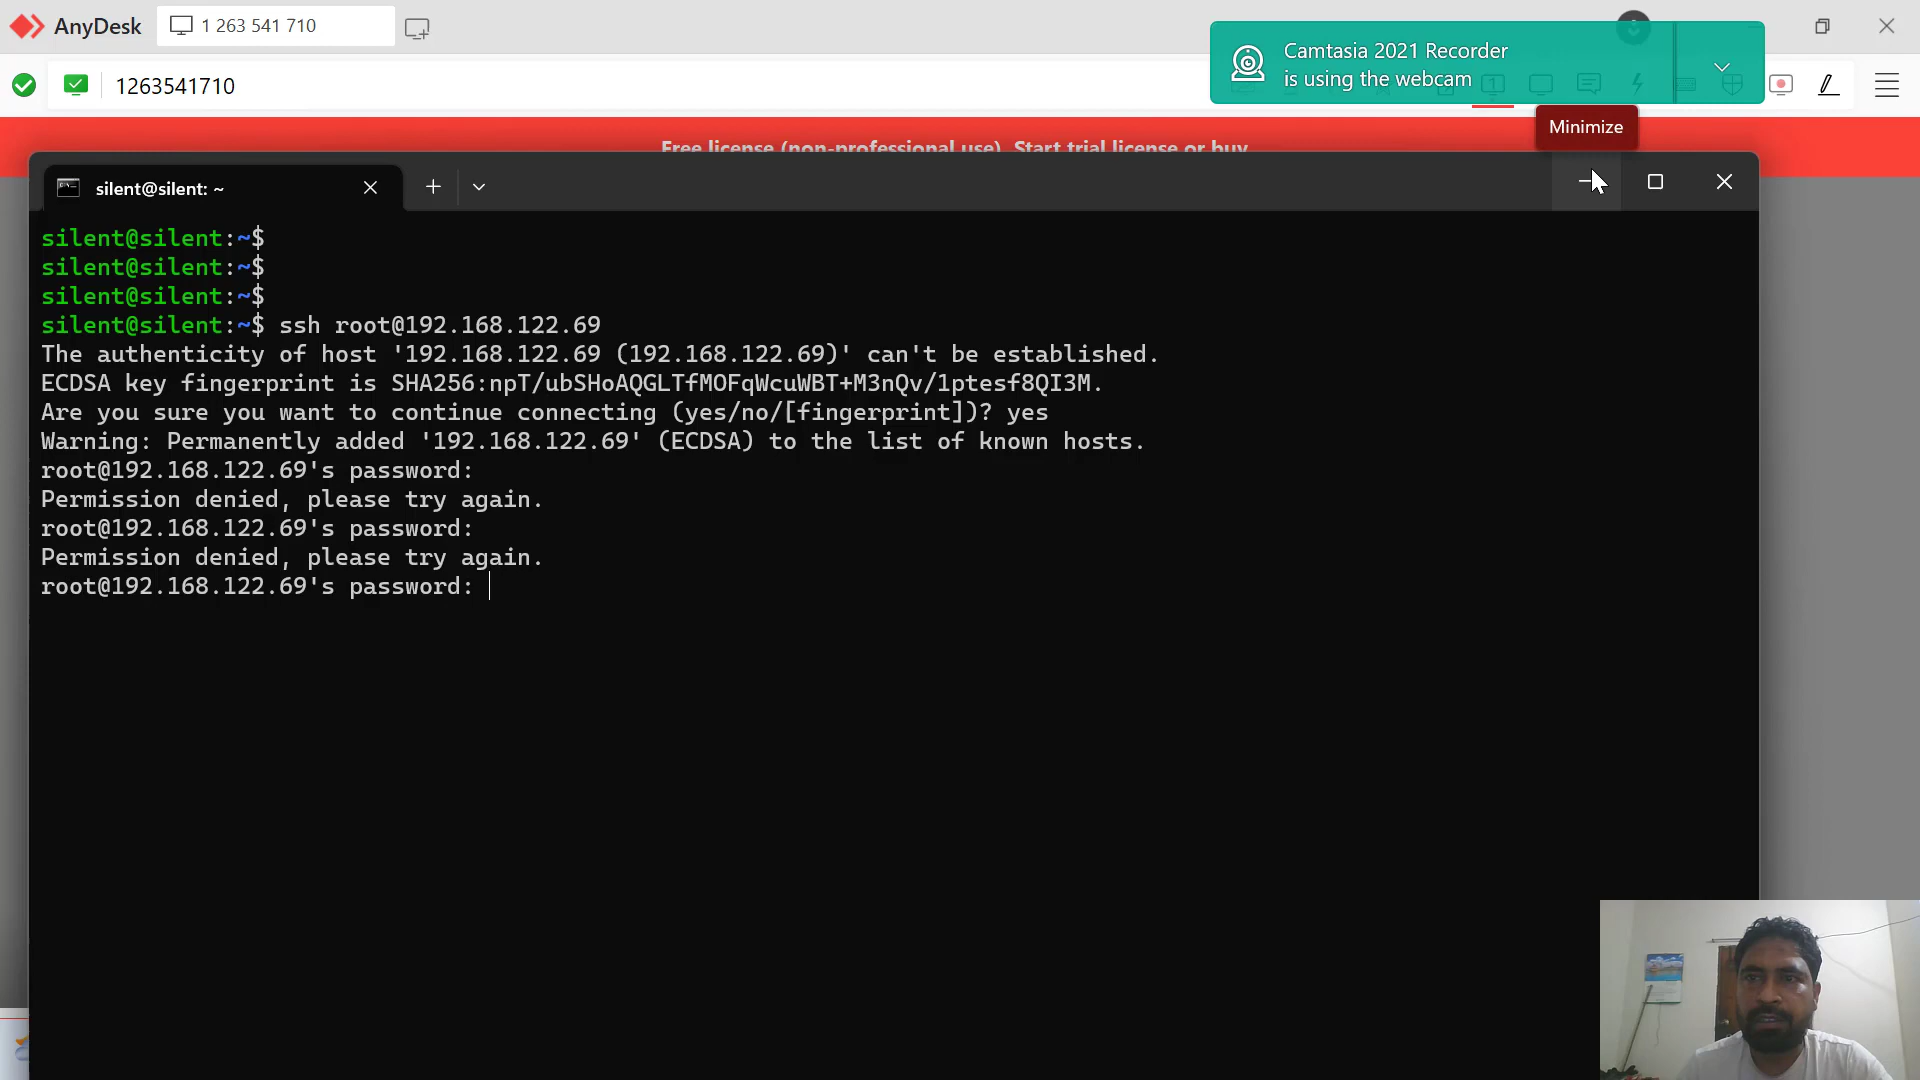 AnyDesk
1 263 541 710
1263541710
Camtasia 2021 Recorder
is using the webcam
Minimize
Free license (non-professional use). Start trial license or buy
silent@silent: ~
silent@silent:~$
silent@silent:~$
silent@silent:~$
silent@silent:~$ ssh root@192.168.122.69
The authenticity of host '192.168.122.69 (192.168.122.69)' can't be established.
ECDSA key fingerprint is SHA256:npT/ubSHoAQGLTfMOFqWcuWBT+M3nQv/1ptesf8QI3M.
Are you sure you want to continue connecting (yes/no/[fingerprint])? yes
Warning: Permanently added '192.168.122.69' (ECDSA) to the list of known hosts.
root@192.168.122.69's password:
Permission denied, please try again.
root@192.168.122.69's password:
Permission denied, please try again.
root@192.168.122.69's password: